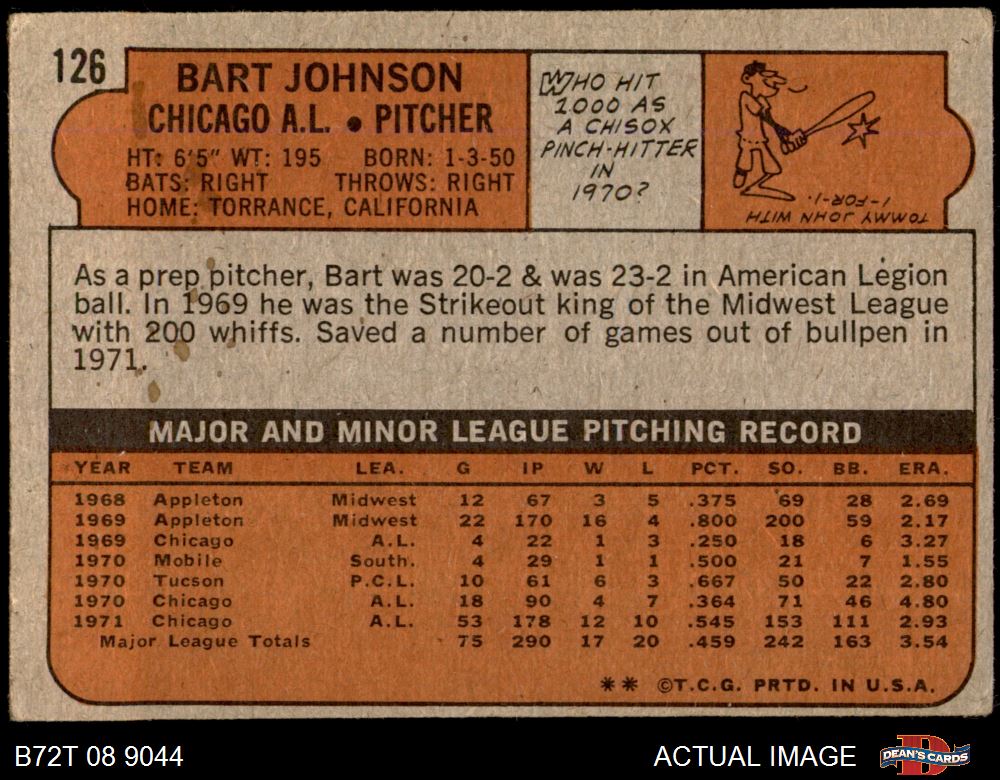 126
BART JOHNSON
CHICAGO A.L. • PITCHER
HT: 6'5" WT: 195 BORN: 1-3-50
BATS: RIGHT THROWS: RIGHT
HOME: TORRANCE, CALIFORNIA
WHO HIT
1.000 AS
A CHISOX
PINCH-HITTER
IN
1970?
TOMMY JOHN WITH
1-FOR-1.
As a prep pitcher, Bart was 20-2 & was 23-2 in American Legion
ball. In 1969 he was the Strikeout king of the Midwest League
with 200 whiffs. Saved a number of games out of bullpen in
1971.
MAJOR AND MINOR LEAGUE PITCHING RECORD
YEAR TEAM LEA. G IP W L PCT. SO. BB. ERA.
1968 Appleton Midwest 12 67 3 5 .375 69 28 2.69
1969 Appleton Midwest 22 170 16 4 .800 200 59 2.17
1969 Chicago A.L. 4 22 1 3 .250 18 6 3.27
1970 Mobile South. 4 29 1 1 .500 21 7 1.55
1970 Tucson P.C.L. 10 61 6 3 .667 50 22 2.80
1970 Chicago A.L. 18 90 4 7 .364 71 46 4.80
1971 Chicago A.L. 53 178 12 10 .545 153 111 2.93
Major League Totals 75 290 17 20 .459 242 163 3.54
** ©T.C.G. PRTD. IN U.S.A.
B72T 08 9044
ACTUAL IMAGE
DEAN'S CARDS